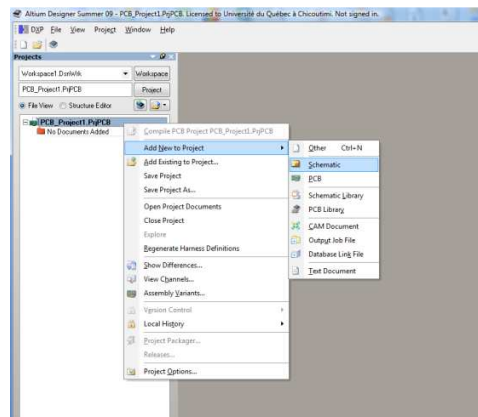 Altium Designer Summer 09 - PCB_Project1.PrjPCB. Licensed to Université du Québec à Chicoutimi. Not signed in.
DXP File View Project Window Help
Projects
Workspace1.DsnWrk Workspace
PCB_Project1.PrjPCB Project
File View Structure Editor
PCB_Project1.PrjPCB
No Documents Added
Compile PCB Project PCB_Project1.PrjPCB
Add New to Project
Add Existing to Project...
Save Project
Save Project As...
Open Project Documents
Close Project
Explore
Regenerate Harness Definitions
Show Differences...
View Channels...
Assembly Variants...
Version Control
Local History
Project Packager...
Releases...
Project Options...
Other Ctrl+N
Schematic
PCB
Schematic Library
PCB Library
CAM Document
Output Job File
Database Link File
Text Document